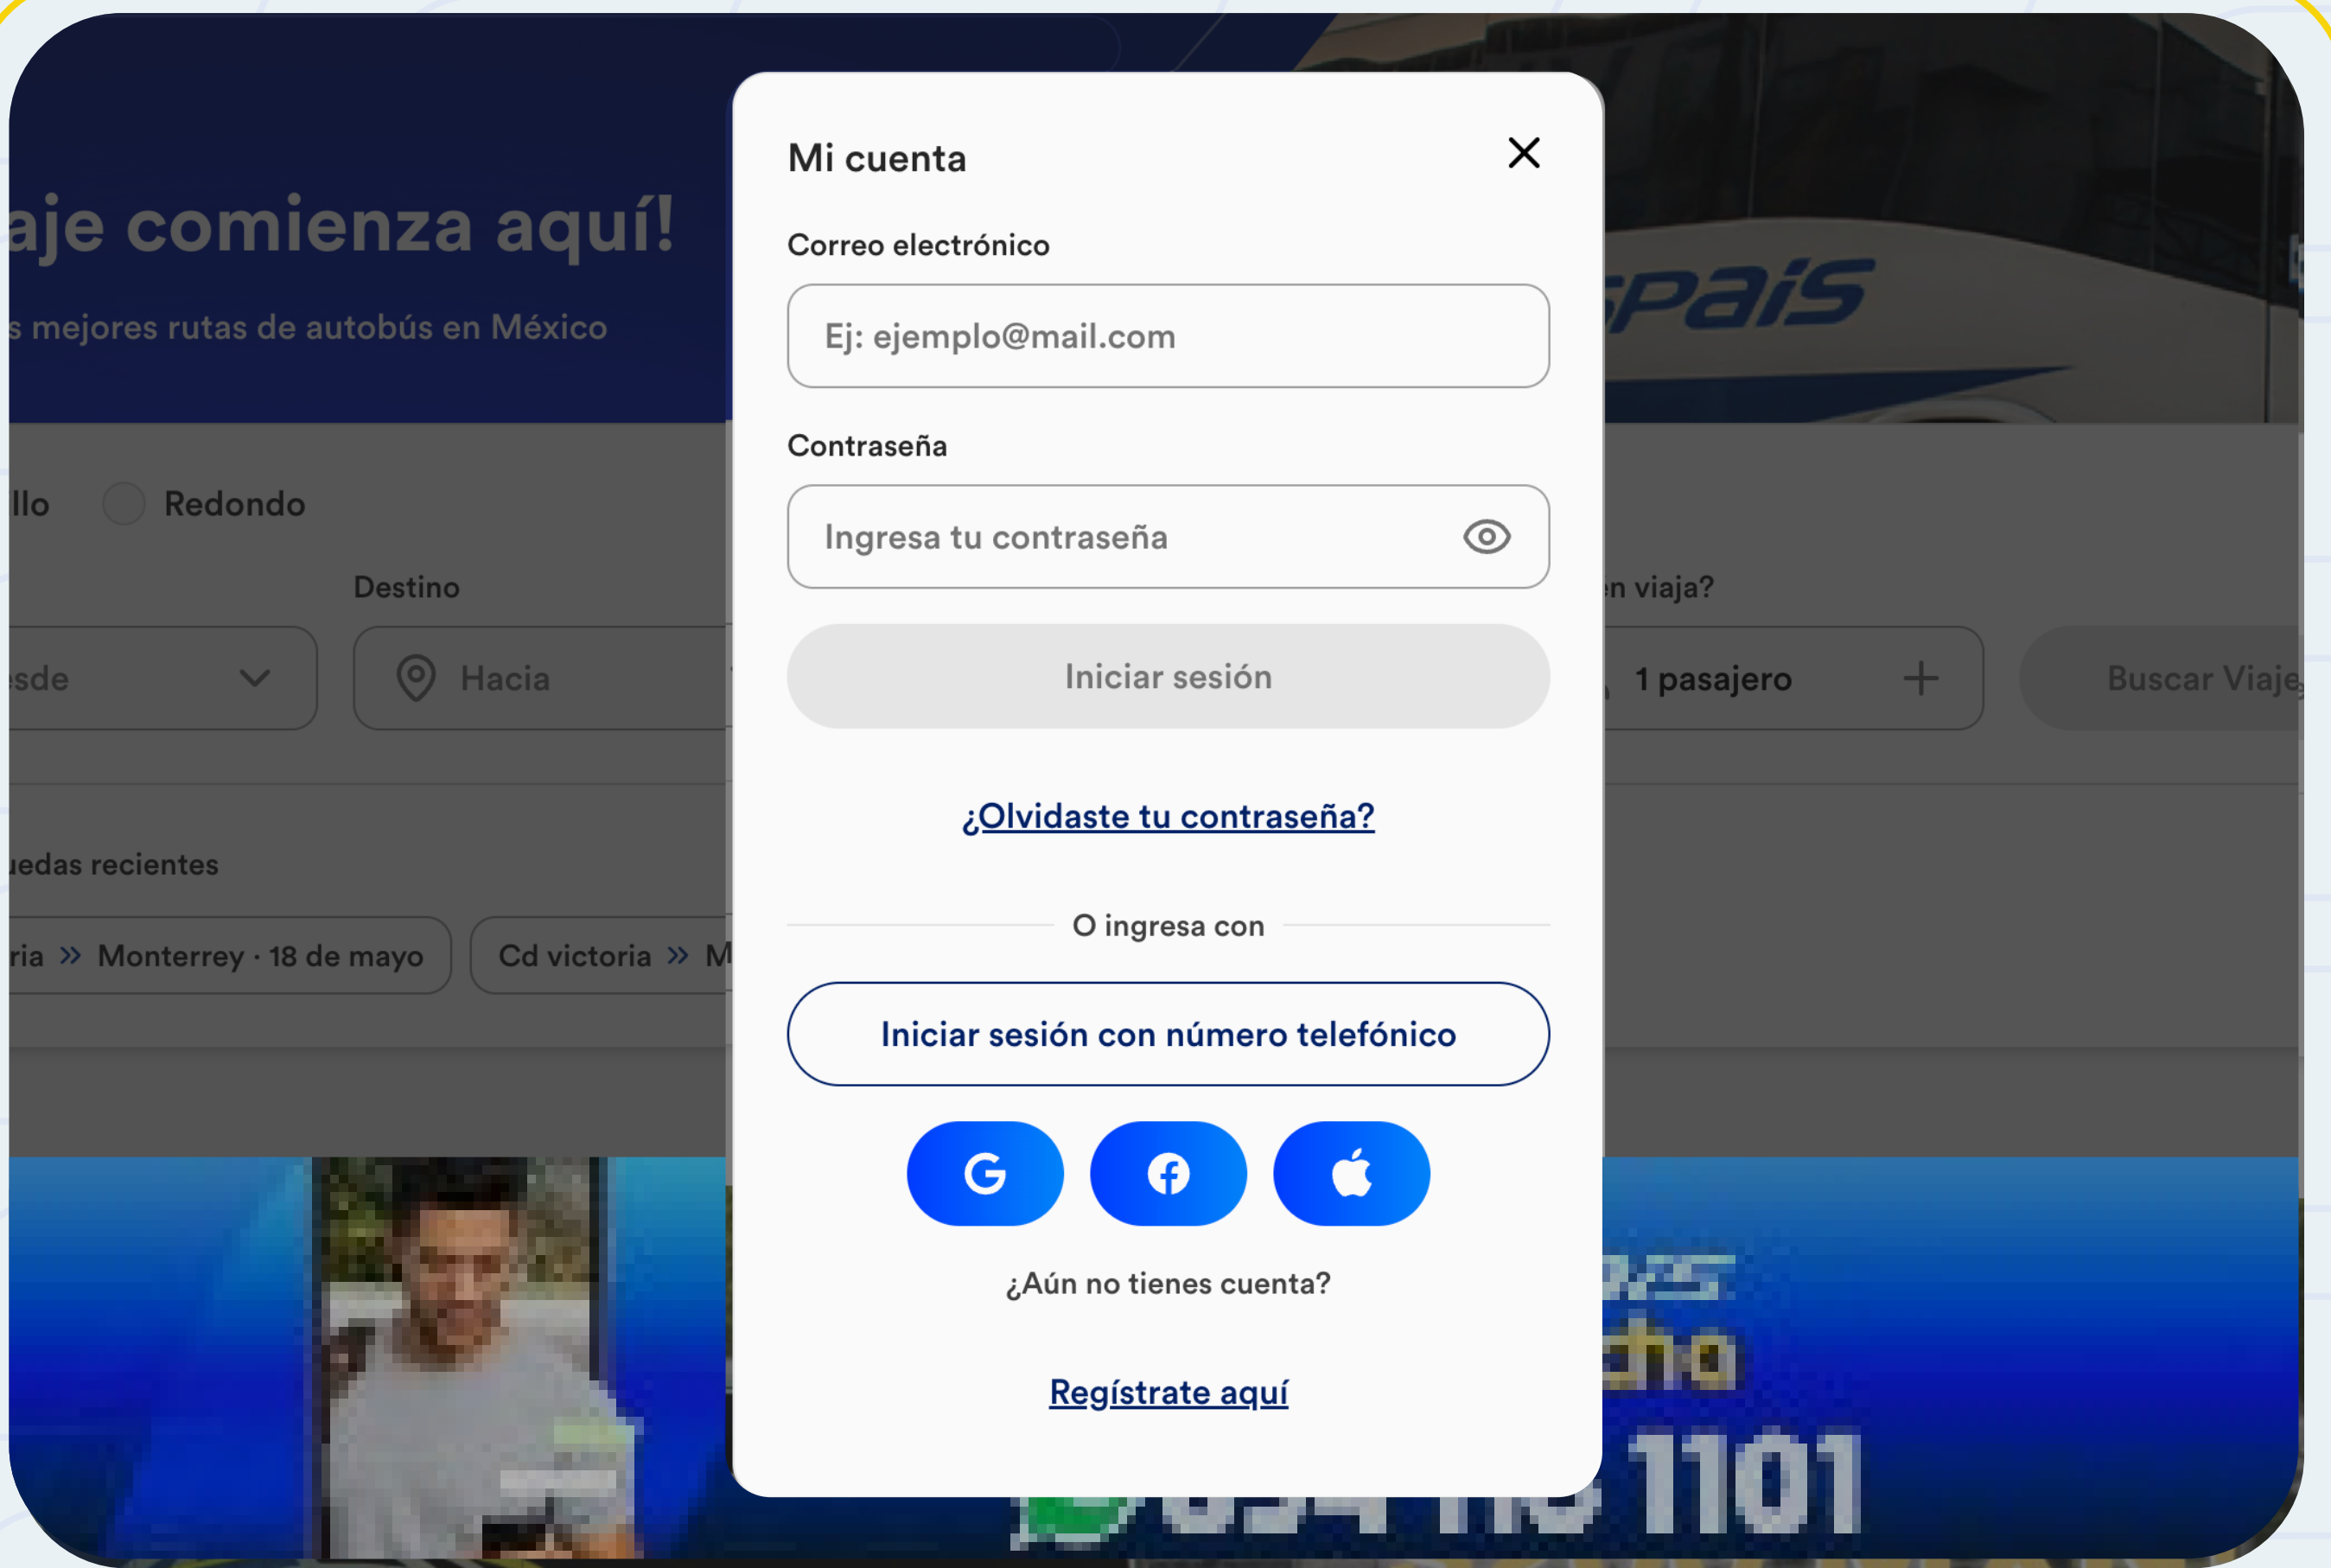 Mi cuenta
Correo electrónico
Ej: ejemplo@mail.com
Contraseña
Ingresa tu contraseña
Iniciar sesión
¿Olvidaste tu contraseña?
O ingresa con
Iniciar sesión con número telefónico
¿Aún no tienes cuenta?
Regístrate aquí
aje comienza aquí!
s mejores rutas de autobús en México
spais
llo
Redondo
Destino
en viaja?
esde
Hacia
1 pasajero
Buscar Viaje
uedas recientes
ria » Monterrey · 18 de mayo
Cd victoria » M
1101